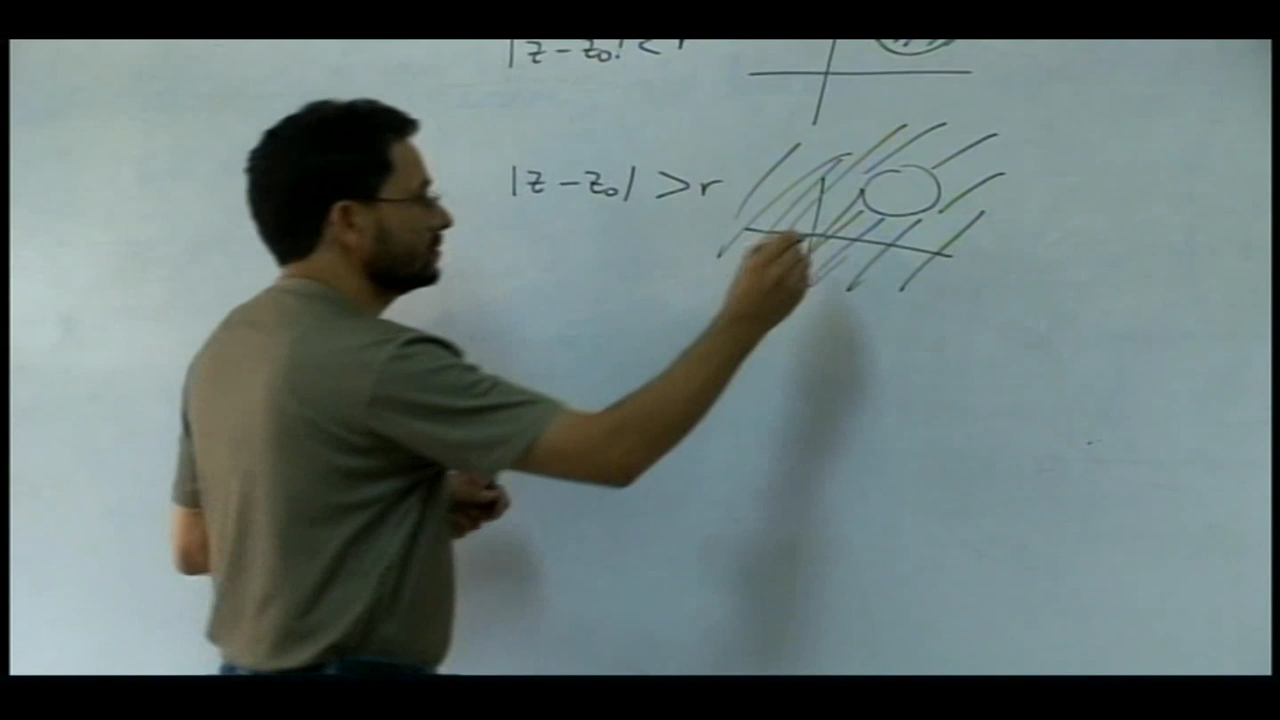 |z - z₀| < r
|z - z₀| > r